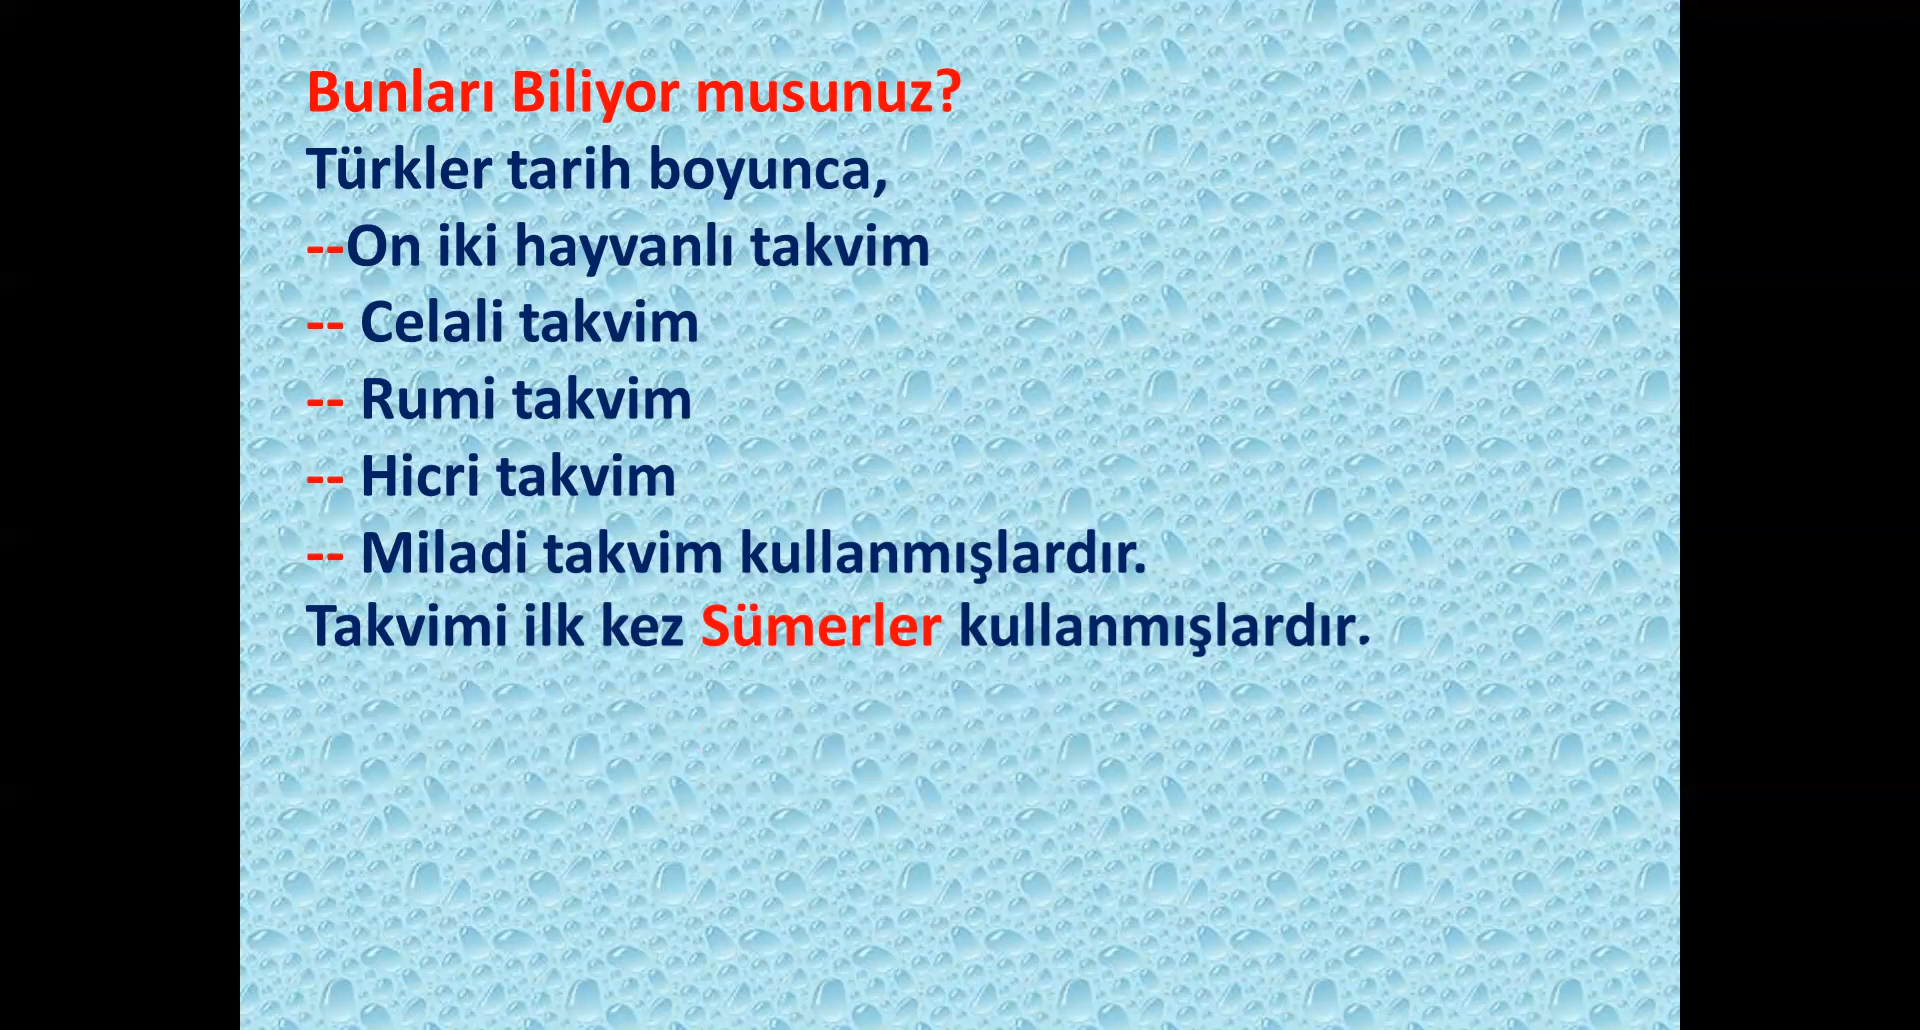 Bunları Biliyor musunuz?
Türkler tarih boyunca,
--On iki hayvanlı takvim
-- Celali takvim
-- Rumi takvim
-- Hicri takvim
-- Miladi takvim kullanmışlardır.
Takvimi ilk kez Sümerler kullanmışlardır.